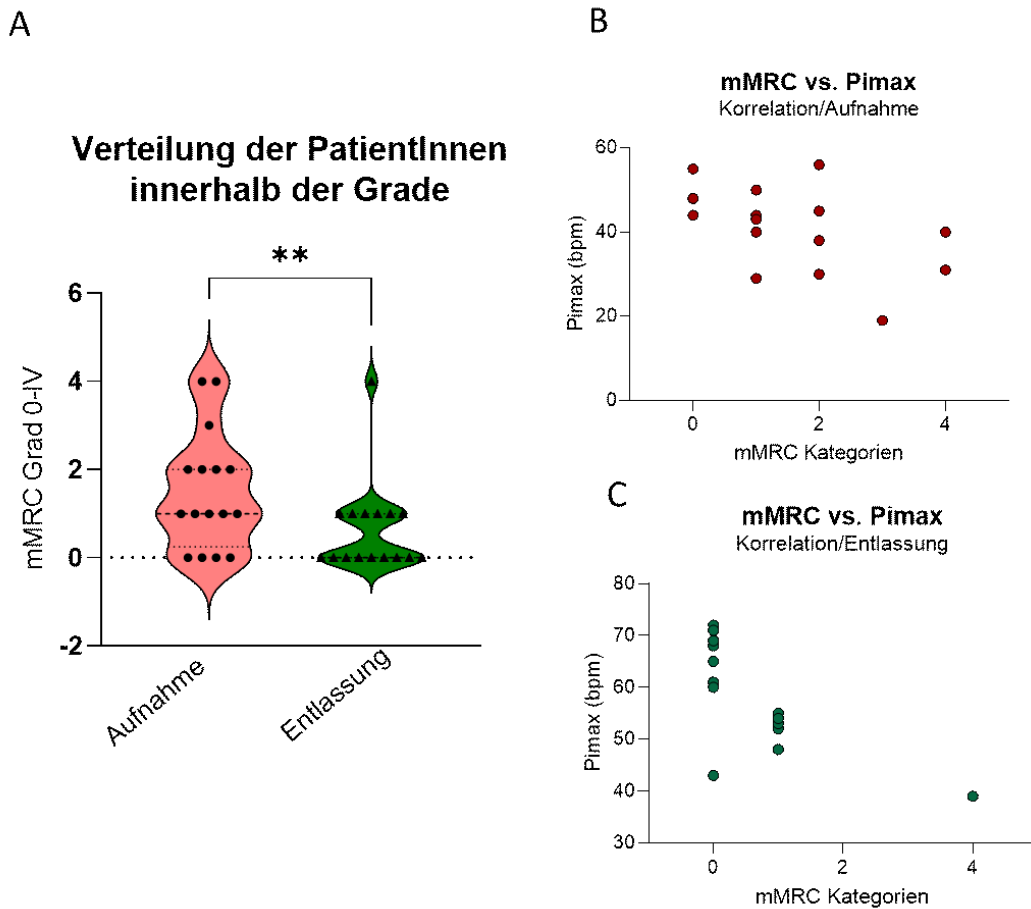 A
Verteilung der PatientInnen
innerhalb der Grade
**
mMRC Grad 0-IV
6
4
2
0
-2
Aufnahme
Entlassung
B
mMRC vs. Pimax
Korrelation/Aufnahme
Pimax (bpm)
60
40
20
0
0 2 4
mMRC Kategorien
C
mMRC vs. Pimax
Korrelation/Entlassung
Pimax (bpm)
80
70
60
50
40
30
0 2 4
mMRC Kategorien